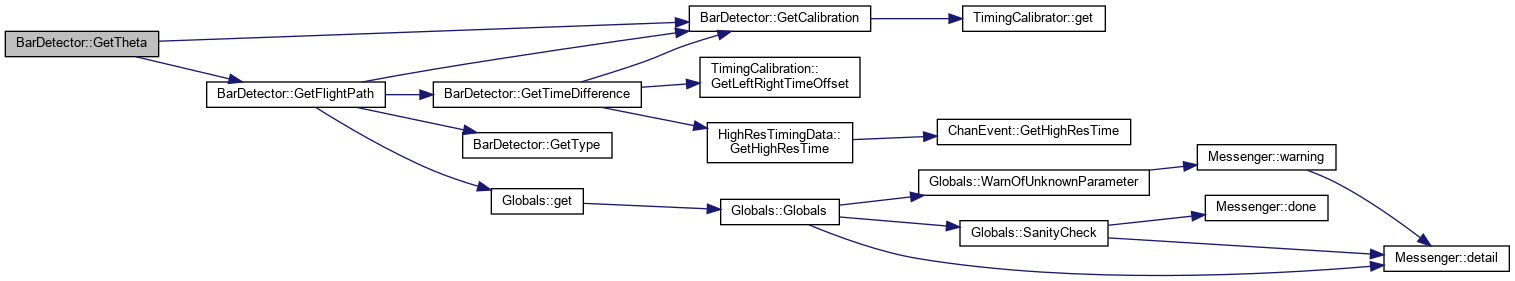 BarDetector::GetTheta
BarDetector::GetCalibration
TimingCalibrator::get
BarDetector::GetFlightPath
BarDetector::GetTimeDifference
TimingCalibration::
GetLeftRightTimeOffset
HighResTimingData::
GetHighResTime
ChanEvent::GetHighResTime
BarDetector::GetType
Globals::get
Globals::Globals
Globals::WarnOfUnknownParameter
Messenger::warning
Globals::SanityCheck
Messenger::done
Messenger::detail